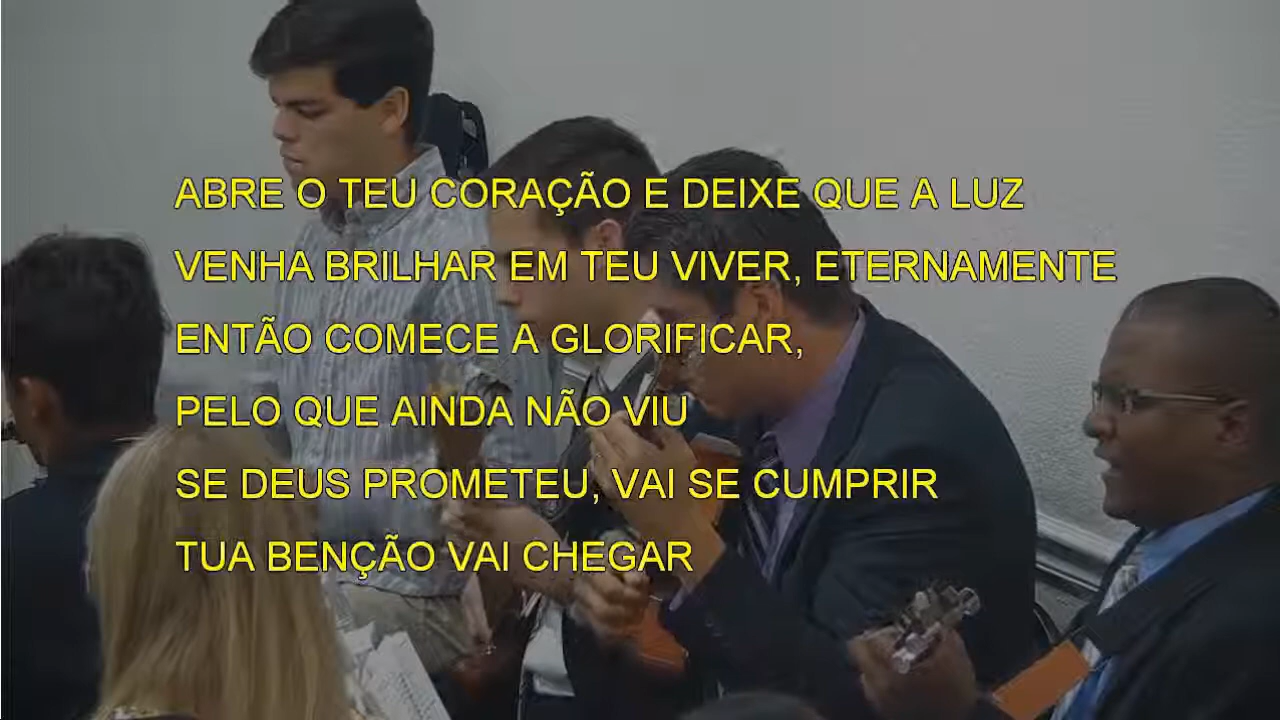 ABRE O TEU CORAÇÃO E DEIXE QUE A LUZ
VENHA BRILHAR EM TEU VIVER, ETERNAMENTE
ENTÃO COMECE A GLORIFICAR,
PELO QUE AINDA NÃO VIU
SE DEUS PROMETEU, VAI SE CUMPRIR
TUA BENÇÃO VAI CHEGAR